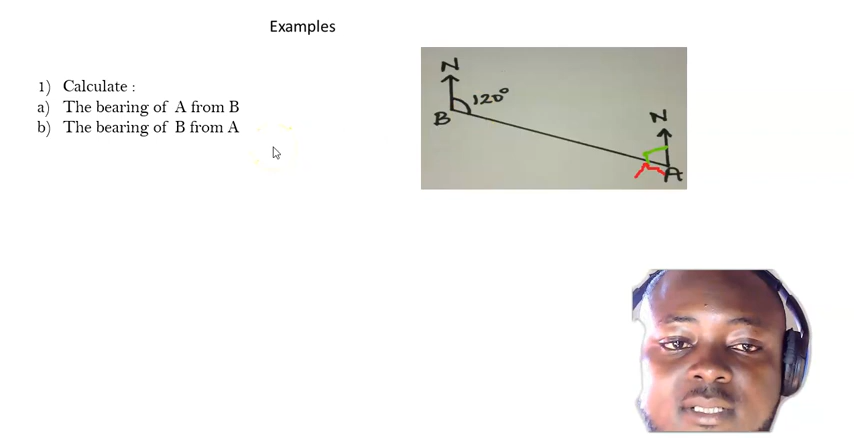 Examples
1) Calculate :
a) The bearing of A from B
b) The bearing of B from A
N
120°
B
N
A